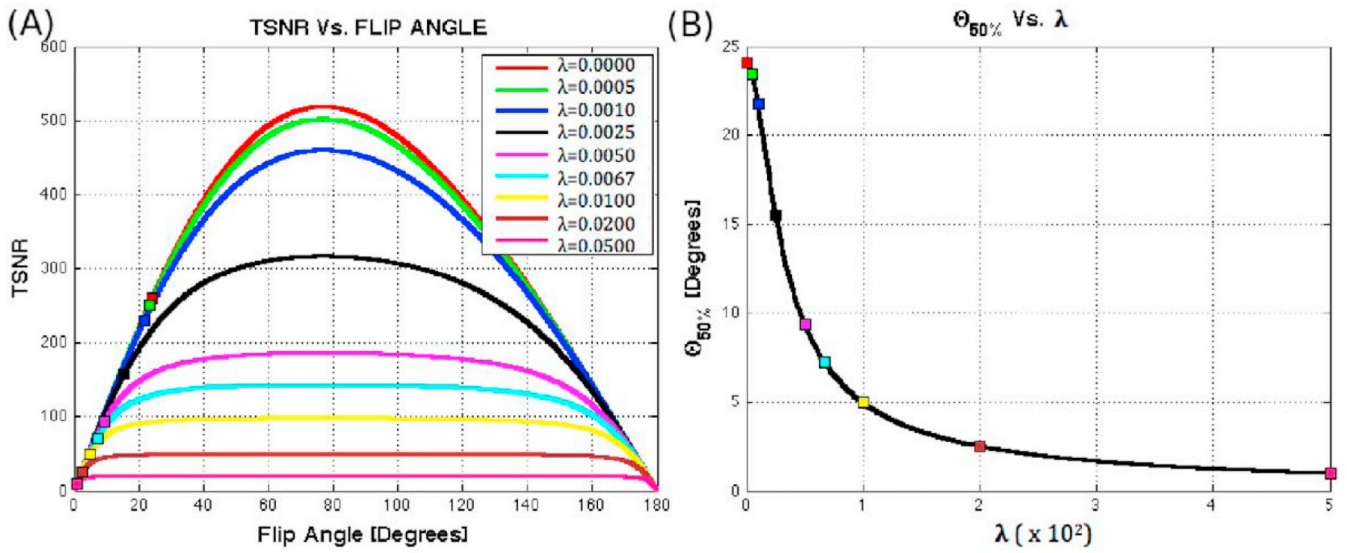 (A)
TSNR Vs. FLIP ANGLE
600
500
400
300
200
100
0
TSNR
0 20 40 60 80 100 120 140 160 180
Flip Angle [Degrees]
λ=0.0000
λ=0.0005
λ=0.0010
λ=0.0025
λ=0.0050
λ=0.0067
λ=0.0100
λ=0.0200
λ=0.0500
(B)
Θ50% Vs. λ
25
20
15
10
5
0
Θ50% [Degrees]
0 1 2 3 4 5
λ ( x 10²)